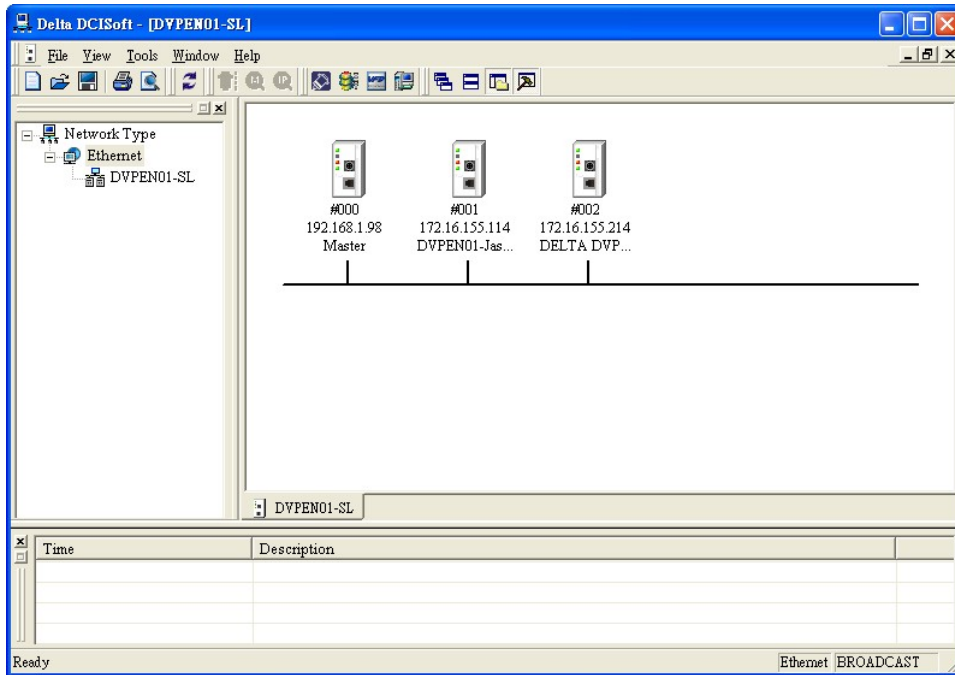 Delta DCISoft - [DVPEN01-SL]
File View Tools Window Help
Network Type
Ethernet
DVPEN01-SL
#000
192.168.1.98
Master
#001
172.16.155.114
DVPEN01-Jas...
#002
172.16.155.214
DELTA DVP...
DVPEN01-SL
Time Description
Ready Ethernet BROADCAST